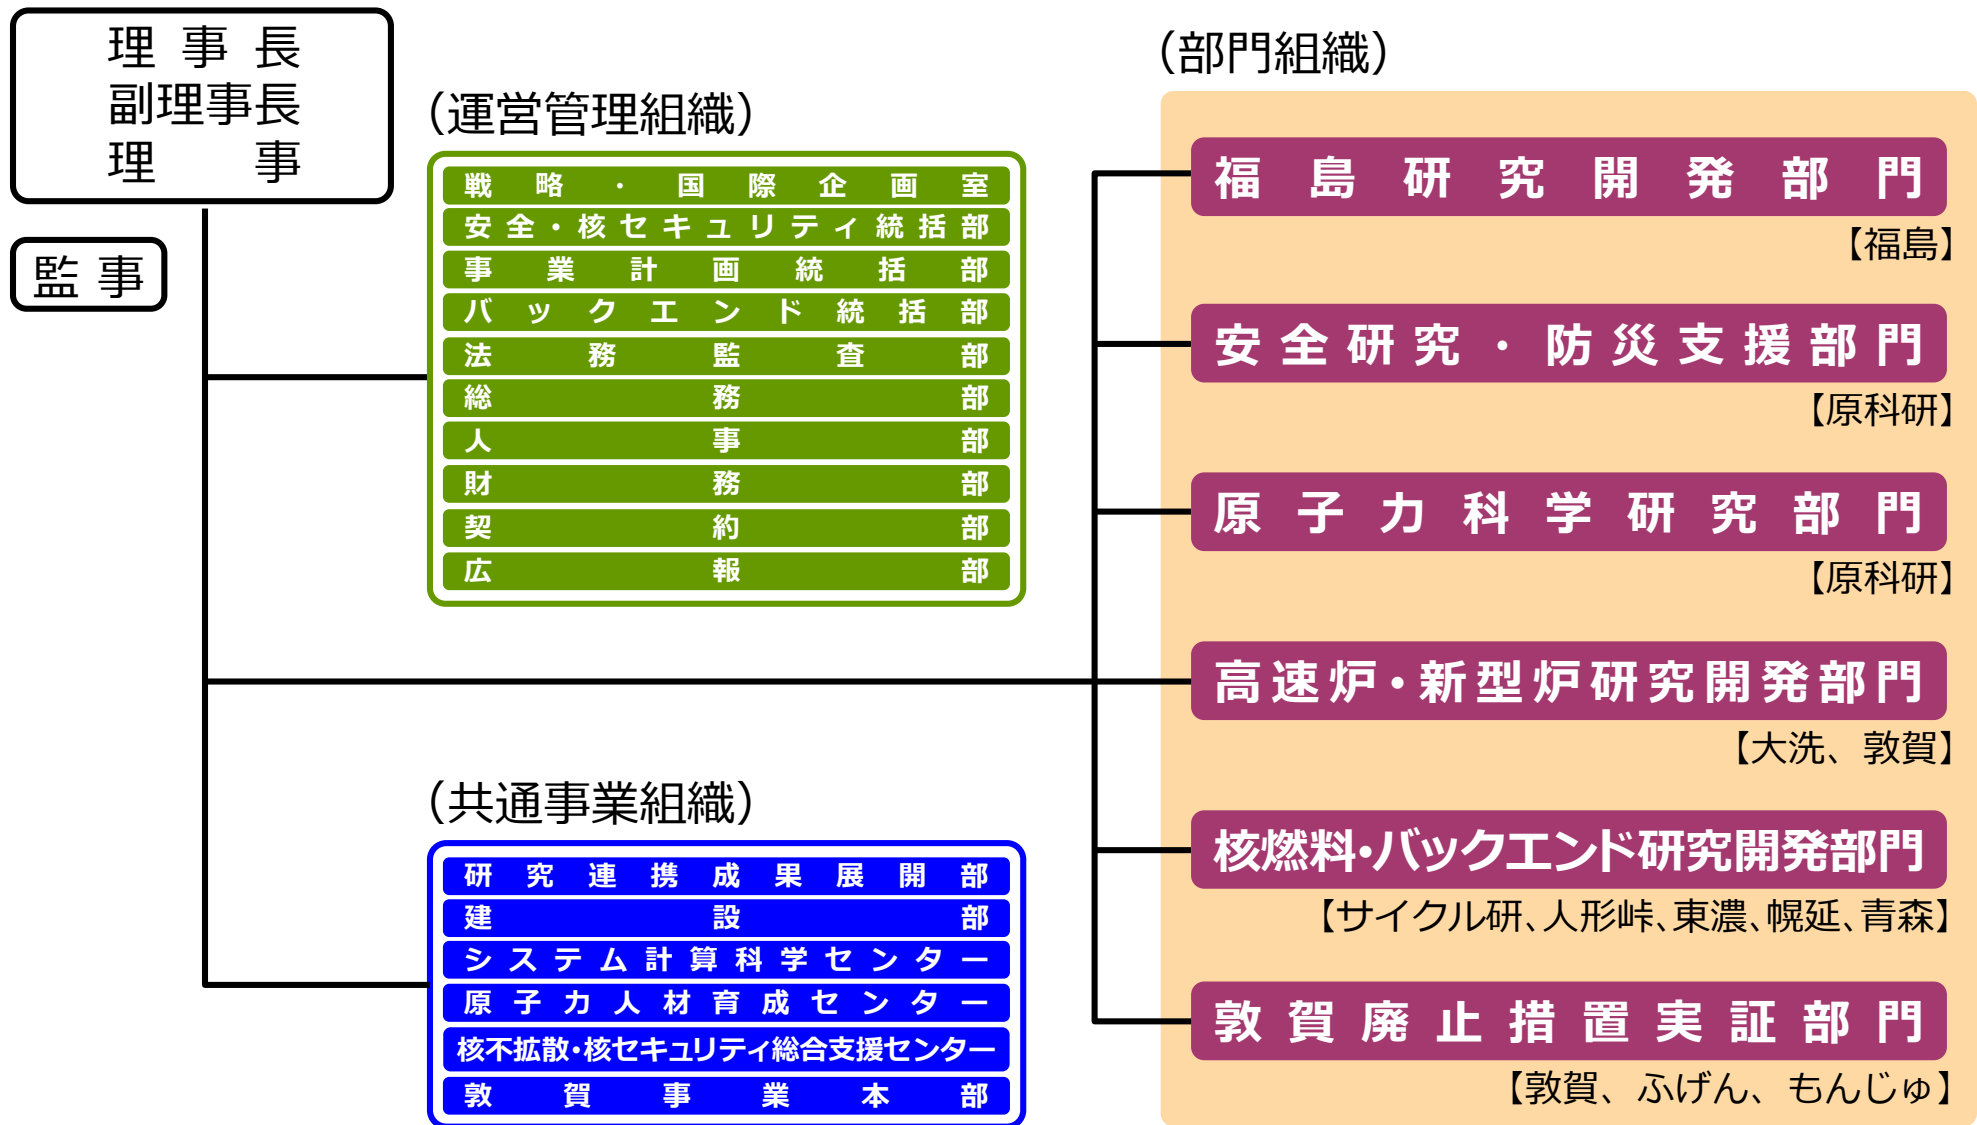 理事長
副理事長
理事
監事
（運営管理組織）
戦略・国際企画室
安全・核セキュリティ統括部
事業計画統括部
バックエンド統括部
法務監査部
総務部
人事部
財務部
契約部
広報部
（共通事業組織）
研究連携成果展開部
建設部
システム計算科学センター
原子力人材育成センター
核不拡散・核セキュリティ総合支援センター
敦賀事業本部
（部門組織）
福島研究開発部門
【福島】
安全研究・防災支援部門
【原科研】
原子力科学研究部門
【原科研】
高速炉・新型炉研究開発部門
【大洗、敦賀】
核燃料・バックエンド研究開発部門
【サイクル研、人形峠、東濃、幌延、青森】
敦賀廃止措置実証部門
【敦賀、ふげん、もんじゅ】